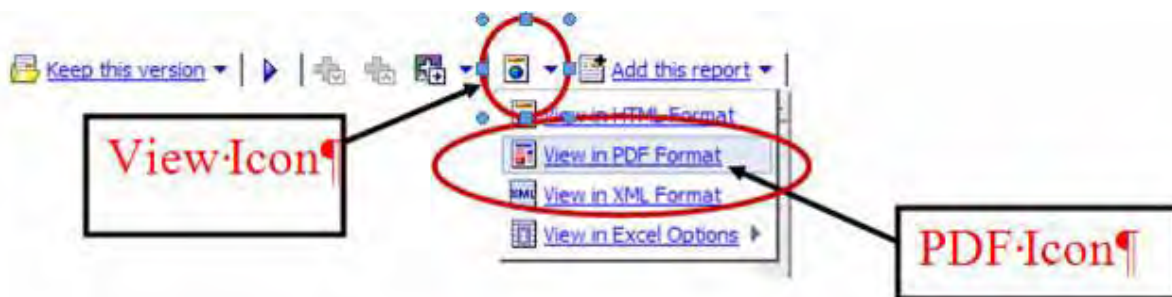 Keep this version
Add this report
View in HTML Format
View·Icon¶
View in PDF Format
XML View in XML Format
View in Excel Options
PDF·Icon¶